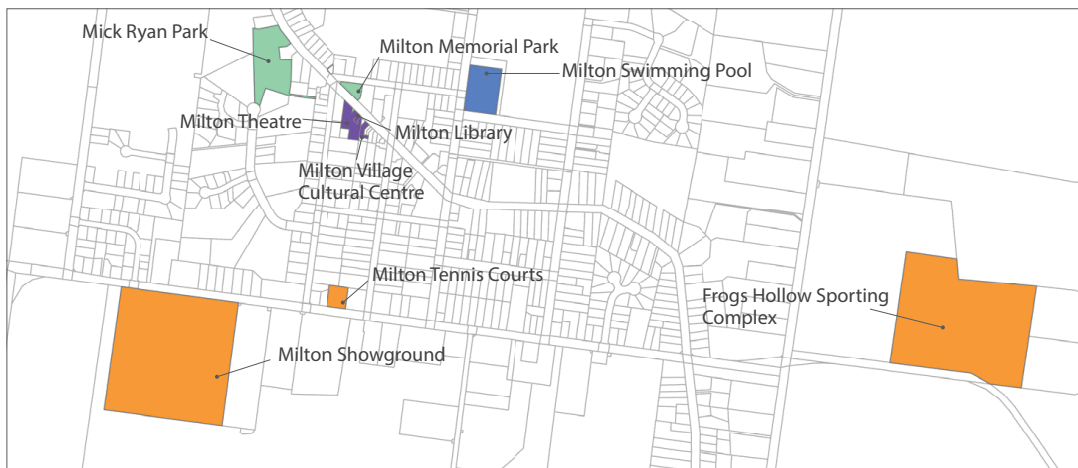 Mick Ryan Park
Milton Memorial Park
Milton Swimming Pool
Milton Theatre
Milton Library
Milton Village
Cultural Centre
Milton Tennis Courts
Frogs Hollow Sporting
Complex
Milton Showground